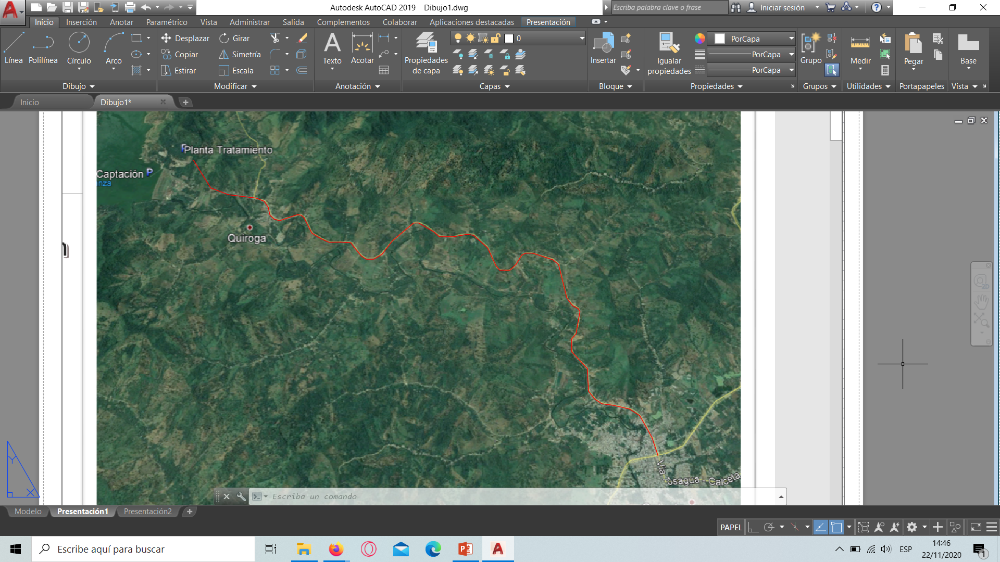 Autodesk AutoCAD 2019 Dibujo1.dwg
Escriba palabra clave o frase
Iniciar sesión
Inicio Inserción Anotar Paramétrico Vista Administrar Salida Complementos Colaborar Aplicaciones destacadas Presentación
Línea Polilínea Círculo Arco
Desplazar Girar
Copiar Simetría
Estirar Escala
Texto Acotar
Propiedades
de capa
0
Insertar
Igualar
propiedades
PorCapa
PorCapa
PorCapa
Grupo Medir Pegar Base
Dibujo Modificar Anotación Capas Bloque Propiedades Grupos Utilidades Portapapeles Vista
Inicio Dibujo1*
Planta Tratamiento
Captación P
nza
Quiroga
Vía
osagua - Calceta
2D
Y
X
Escriba un comando
Modelo Presentación1 Presentación2
PAPEL
Escribe aquí para buscar
ESP
14:46
22/11/2020
1